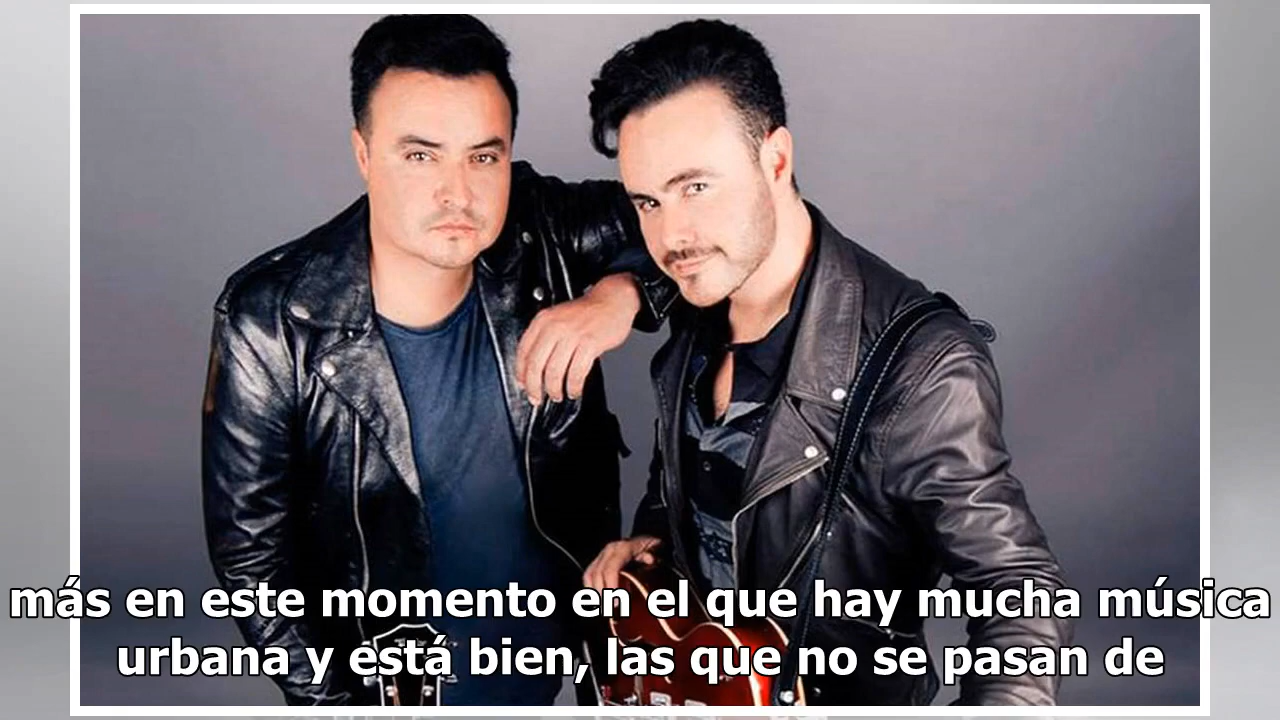 más en este momento en el que hay mucha música
urbana y está bien, las que no se pasan de